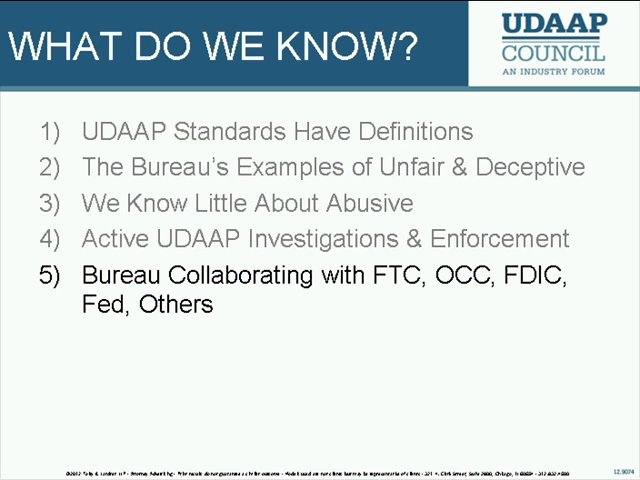 WHAT DO WE KNOW?
UDAAP
COUNCIL
AN INDUSTRY FORUM
1) UDAAP Standards Have Definitions
2) The Bureau's Examples of Unfair & Deceptive
3) We Know Little About Abusive
4) Active UDAAP Investigations & Enforcement
5) Bureau Collaborating with FTC, OCC, FDIC,
Fed, Others
12.9074